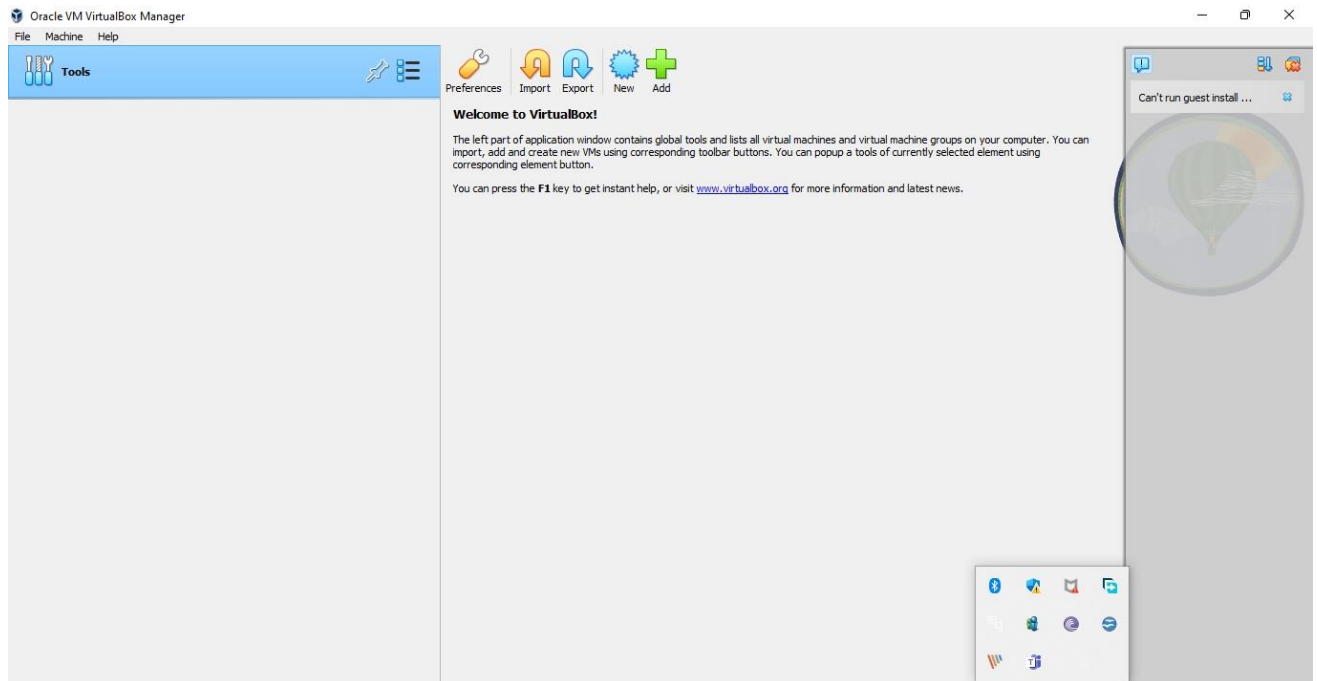 Oracle VM VirtualBox Manager
File Machine Help
Tools
Preferences Import Export New Add
Welcome to VirtualBox!
The left part of application window contains global tools and lists all virtual machines and virtual machine groups on your computer. You can
import, add and create new VMs using corresponding toolbar buttons. You can popup a tools of currently selected element using
corresponding element button.
You can press the F1 key to get instant help, or visit www.virtualbox.org for more information and latest news.
Can't run guest install ...